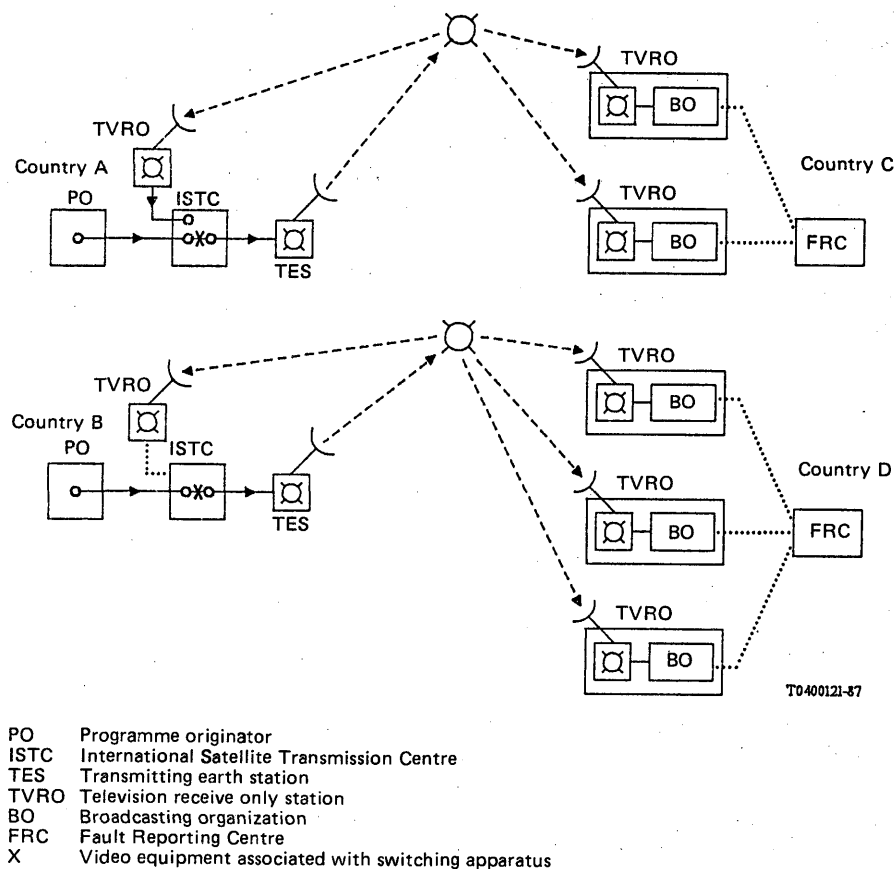 TVRO
TVRO
BO
Country A
Country C
PO
ISTC
TVRO
BO
FRC
TES
TVRO
TVRO
BO
Country B
PO
ISTC
TVRO
Country D
BO
FRC
TES
TVRO
BO
T0400121-87
PO Programme originator
ISTC International Satellite Transmission Centre
TES Transmitting earth station
TVRO Television receive only station
BO Broadcasting organization
FRC Fault Reporting Centre
X Video equipment associated with switching apparatus